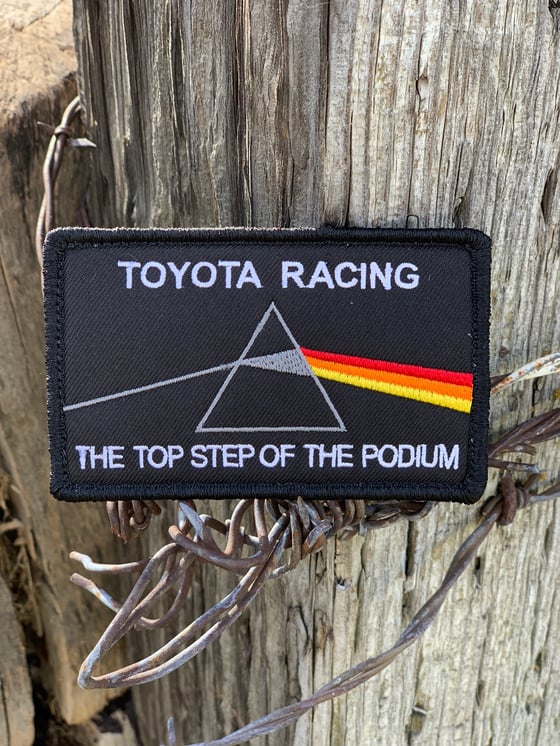 TOYOTA RACING
THE TOP STEP OF THE PODIUM